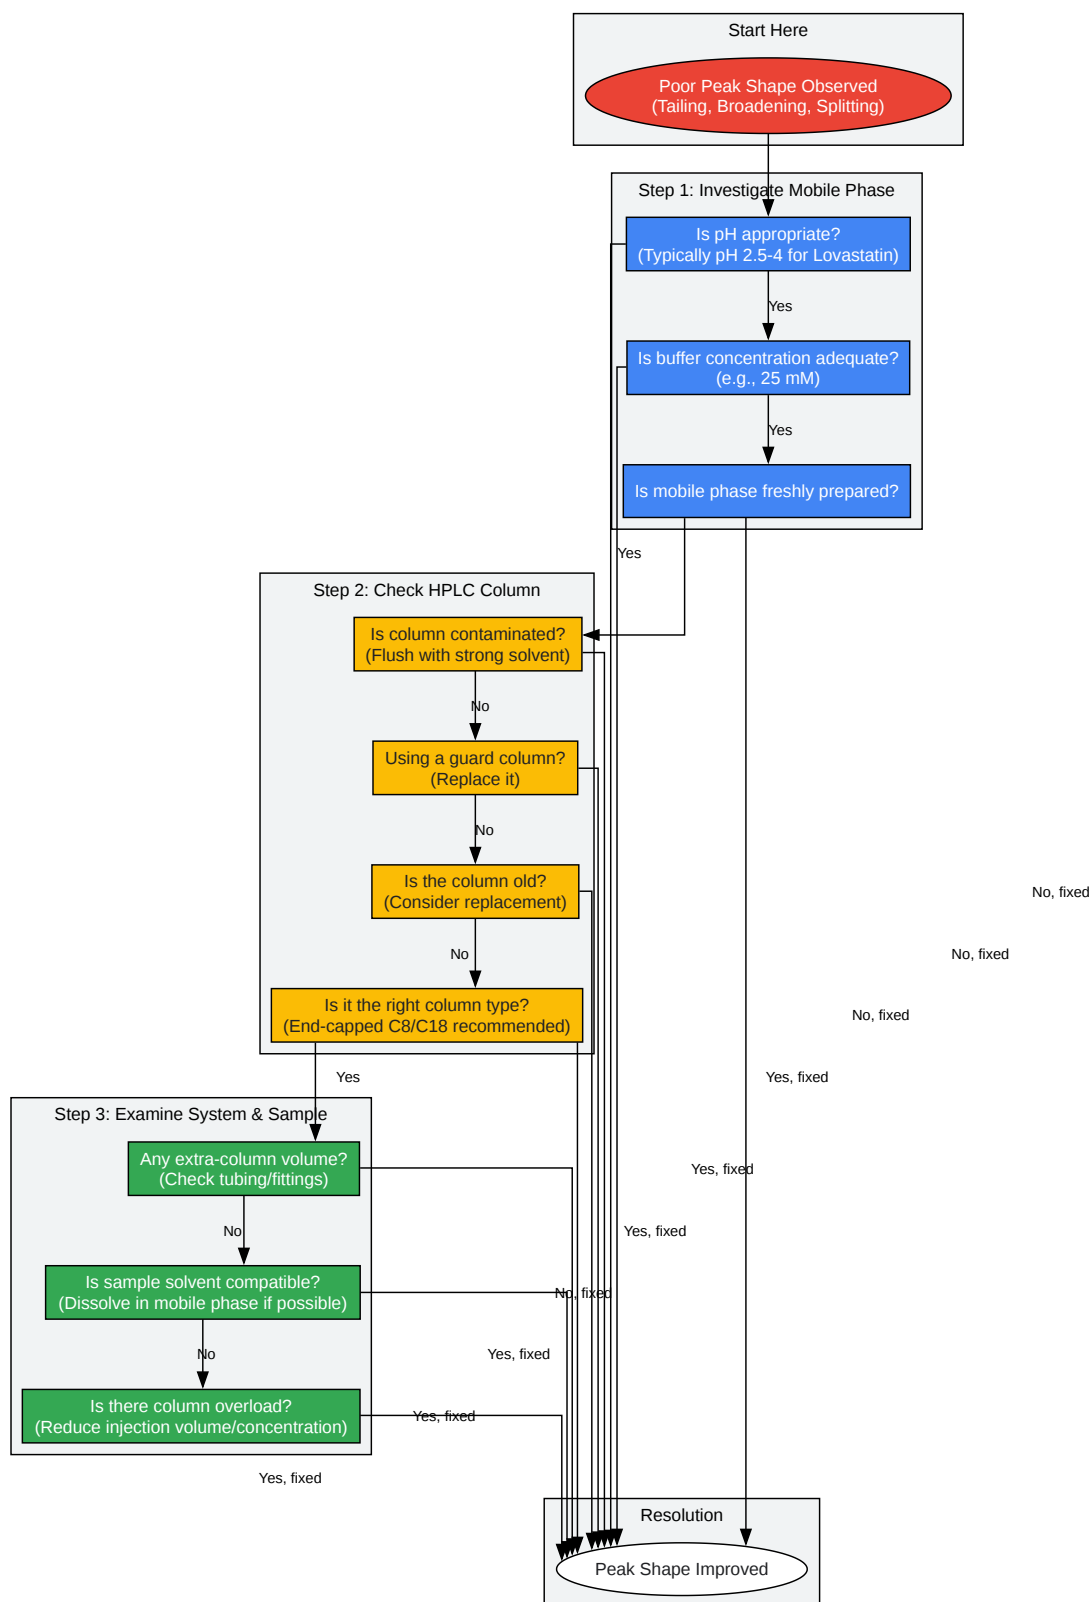 Start Here
Poor Peak Shape Observed
(Tailing, Broadening, Splitting)
Step 1: Investigate Mobile Phase
Is pH appropriate?
(Typically pH 2.5-4 for Lovastatin)
Yes
Is buffer concentration adequate?
(e.g., 25 mM)
Yes
Is mobile phase freshly prepared?
Yes
Step 2: Check HPLC Column
Is column contaminated?
(Flush with strong solvent)
No
Using a guard column?
(Replace it)
No
Is the column old?
(Consider replacement)
No, fixed
No
No, fixed
Is it the right column type?
(End-capped C8/C18 recommended)
No, fixed
Yes
Yes, fixed
Step 3: Examine System & Sample
Any extra-column volume?
(Check tubing/fittings)
Yes, fixed
No
Yes, fixed
Is sample solvent compatible?
(Dissolve in mobile phase if possible)
No, fixed
No
Yes, fixed
Is there column overload?
(Reduce injection volume/concentration)
Yes, fixed
Yes, fixed
Resolution
Peak Shape Improved